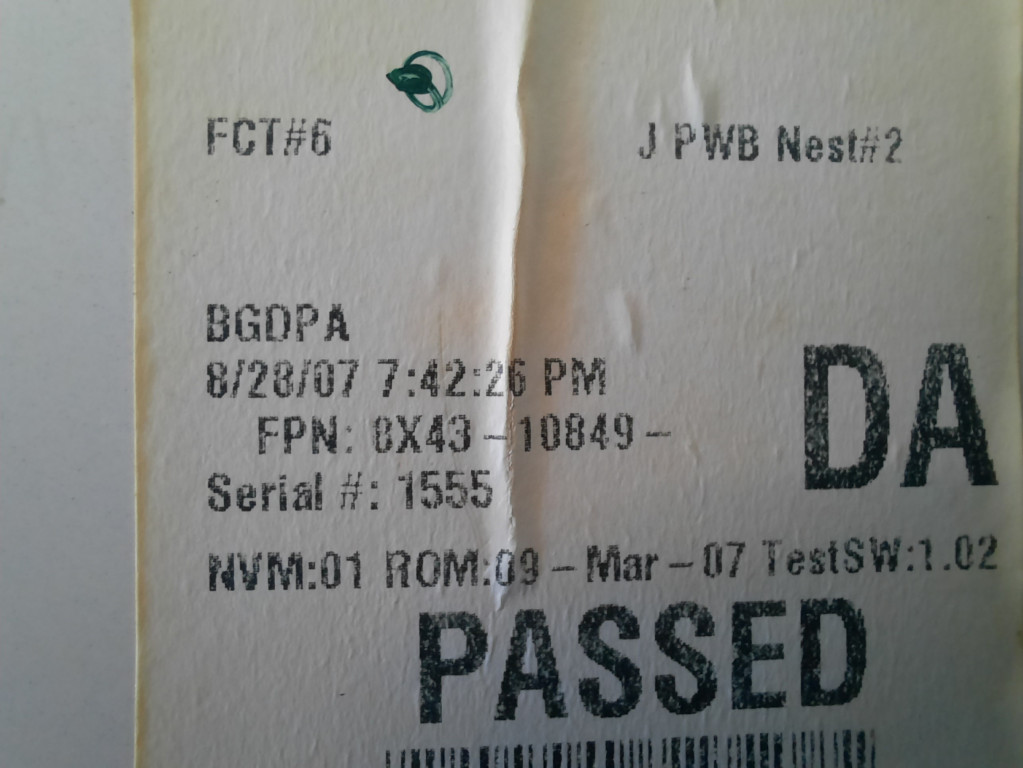 FCT#6 J PWB Nest#2
BGDPA
8/28/07 7:42:26 PM
FPN: 8X43-10849-
DA
Serial #: 1555
NVM:01 ROM:09-Mar-07 TestSW:1.02
PASSED